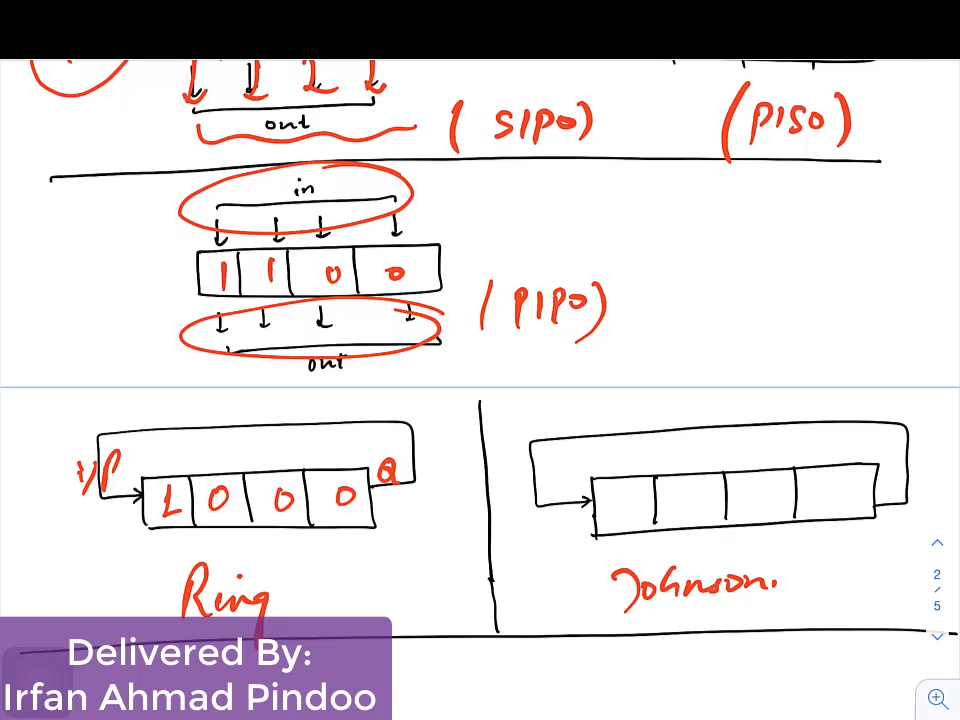 out
(SIPO)
(PISO)
in
1 1 0 0
(PIPO)
out
I/P
Q
1 0 0 0
Ring
Johnson.
2
/
5
Delivered By:
Irfan Ahmad Pindoo